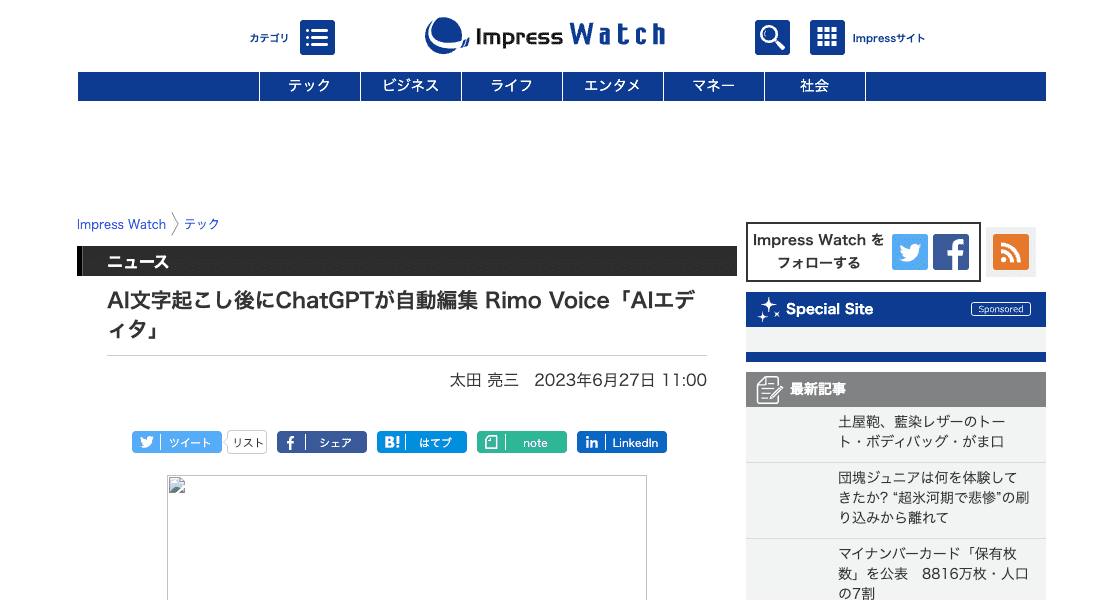 カテゴリ
Impress Watch
Impressサイト
テック
ビジネス
ライフ
エンタメ
マネー
社会
Impress Watch
テック
ニュース
AI文字起こし後にChatGPTが自動編集 Rimo Voice「AIエデ
ィタ」
太田 亮三 2023年6月27日 11:00
ツイート
リスト
シェア
B! はてブ
note
in LinkedIn
Impress Watch を
フォローする
Special Site
Sponsored
最新記事
土屋鞄、藍染レザーのトー
ト・ボディバッグ・がま口
団塊ジュニアは何を体験して
きたか? “超氷河期で悲惨”の刷
り込みから離れて
マイナンバーカード「保有枚
数」を公表　8816万枚・人口
の7割